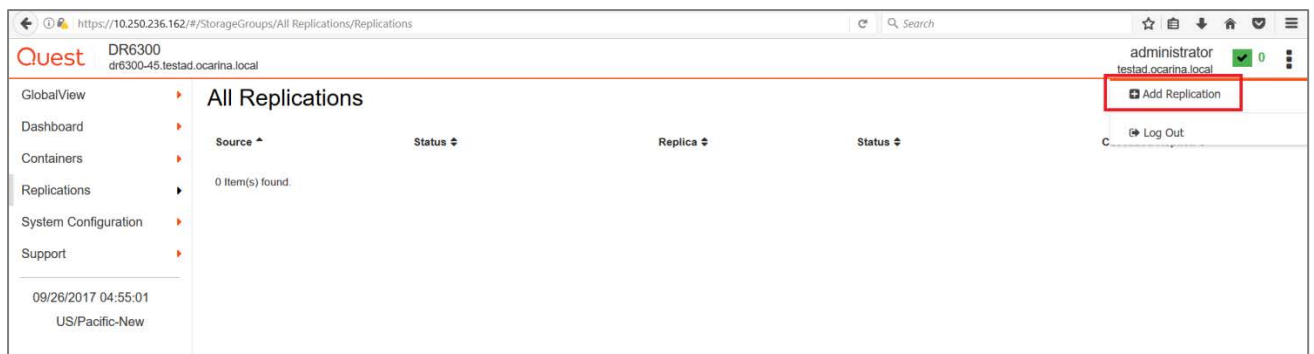 https://10.250.236.162/#/StorageGroups/All Replications/Replications
Search
Quest
DR6300
dr6300-45.testad.ocarina.local
administrator
testad.ocarina.local
0
Add Replication
Log Out
GlobalView
Dashboard
Containers
Replications
System Configuration
Support
09/26/2017 04:55:01
US/Pacific-New
All Replications
Source Status Replica Status
0 Item(s) found.